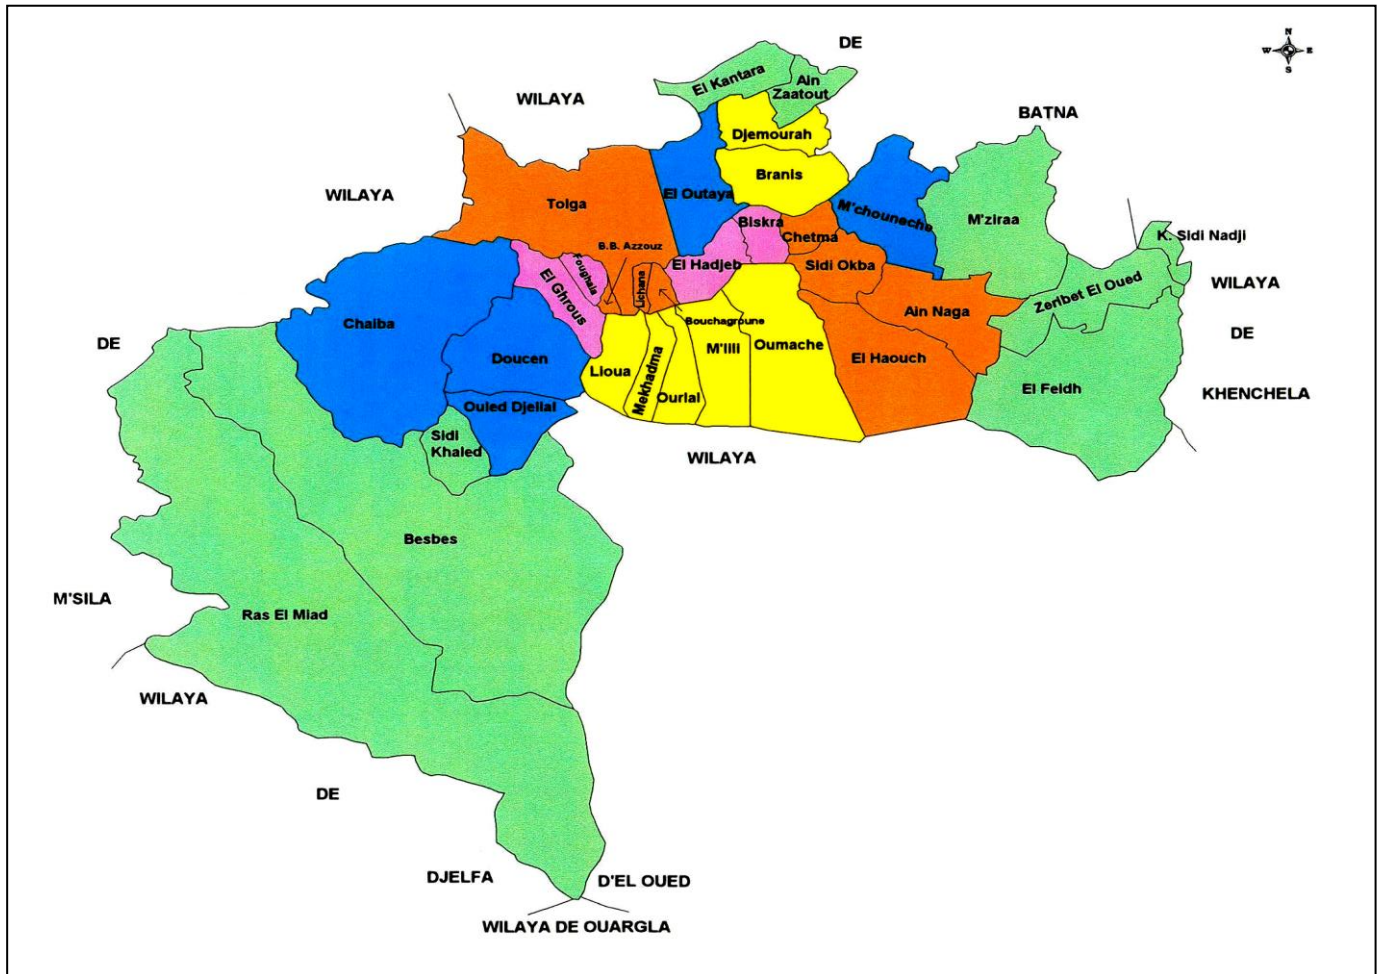 DE
N
W E
S
El Kantara
Ain
Zaatout
WILAYA
BATNA
Djemourah
Branis
WILAYA
El Outaya
Tolga
M'chouneche
M'ziraa
Biskra
Chetma
K. Sidi Nadji
B.B. Azzouz
Foughala
El Hadjeb
Sidi Okba
El Ghrous
Lichana
Zeribet El Oued
WILAYA
Ain Naga
Bouchagroune
Chaiba
DE
DE
Doucen
M'lili
Oumache
El Haouch
Lioua
Mekhadma
Ourlal
El Feidh
KHENCHELA
Ouled Djellal
Sidi
Khaled
WILAYA
Besbes
M'SILA
Ras El Miad
WILAYA
DE
DJELFA
D'EL OUED
WILAYA DE OUARGLA